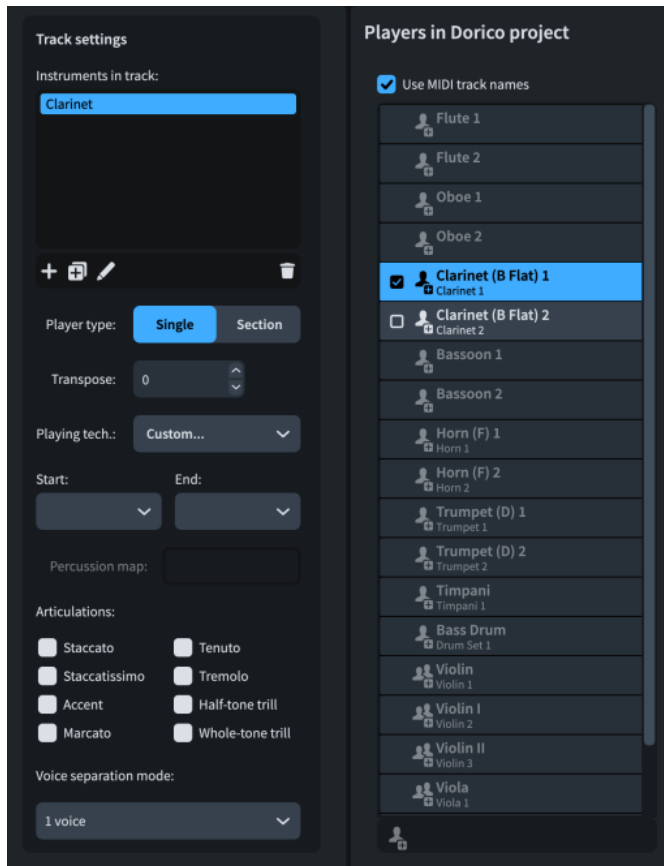 Track settings
Instruments in track:
Clarinet
Player type: Single Section
Transpose: 0
Playing tech.: Custom...
Start: End:
Percussion map:
Articulations:
Staccato Tenuto
Staccatissimo Tremolo
Accent Half-tone trill
Marcato Whole-tone trill
Voice separation mode:
1 voice
Players in Dorico project
Use MIDI track names
Flute 1
Flute 2
Oboe 1
Oboe 2
Clarinet (B Flat) 1
Clarinet 1
Clarinet (B Flat) 2
Clarinet 2
Bassoon 1
Bassoon 2
Horn (F) 1
Horn 1
Horn (F) 2
Horn 2
Trumpet (D) 1
Trumpet 1
Trumpet (D) 2
Trumpet 2
Timpani
Timpani 1
Bass Drum
Drum Set 1
Violin
Violin 1
Violin I
Violin 2
Violin II
Violin 3
Viola
Viola 1